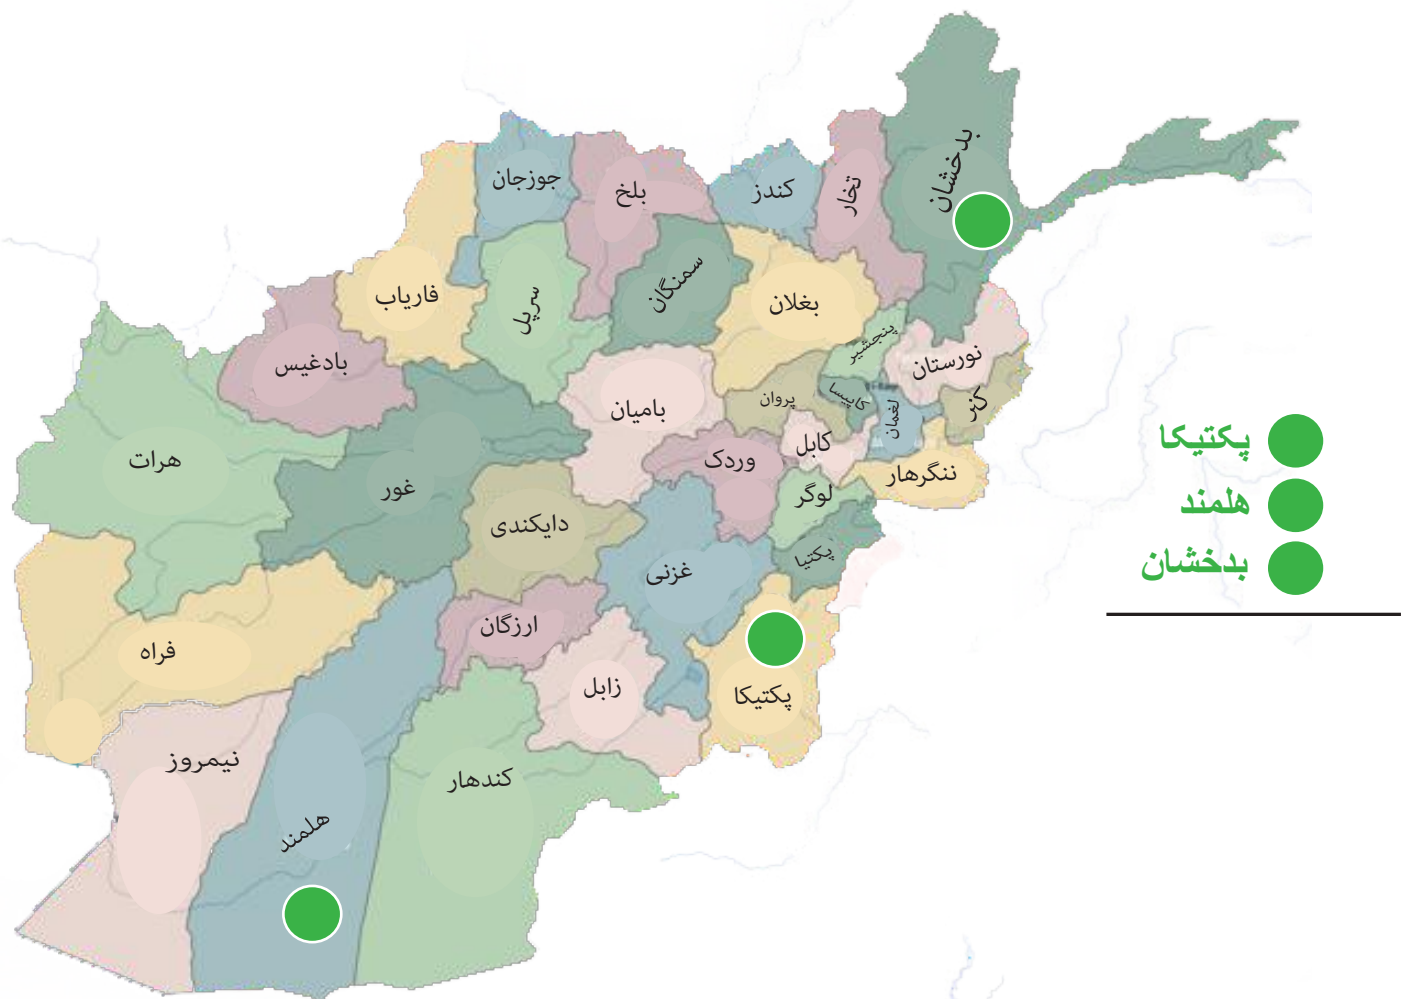 بدخشان
تخار
کندز
بلخ
جوزجان
فاریاب
سرپل
سمنگان
بغلان
پنجشیر
نورستان
کنر
بادغیس
بامیان
پروان
کاپیسا
لغمان
کابل
وردک
ننگرهار
هرات
غور
دایکندی
لوگر
پکتیا
غزنی
ارزگان
فراه
زابل
پکتیکا
نیمروز
کندهار
هلمند
پکتیکا
هلمند
بدخشان